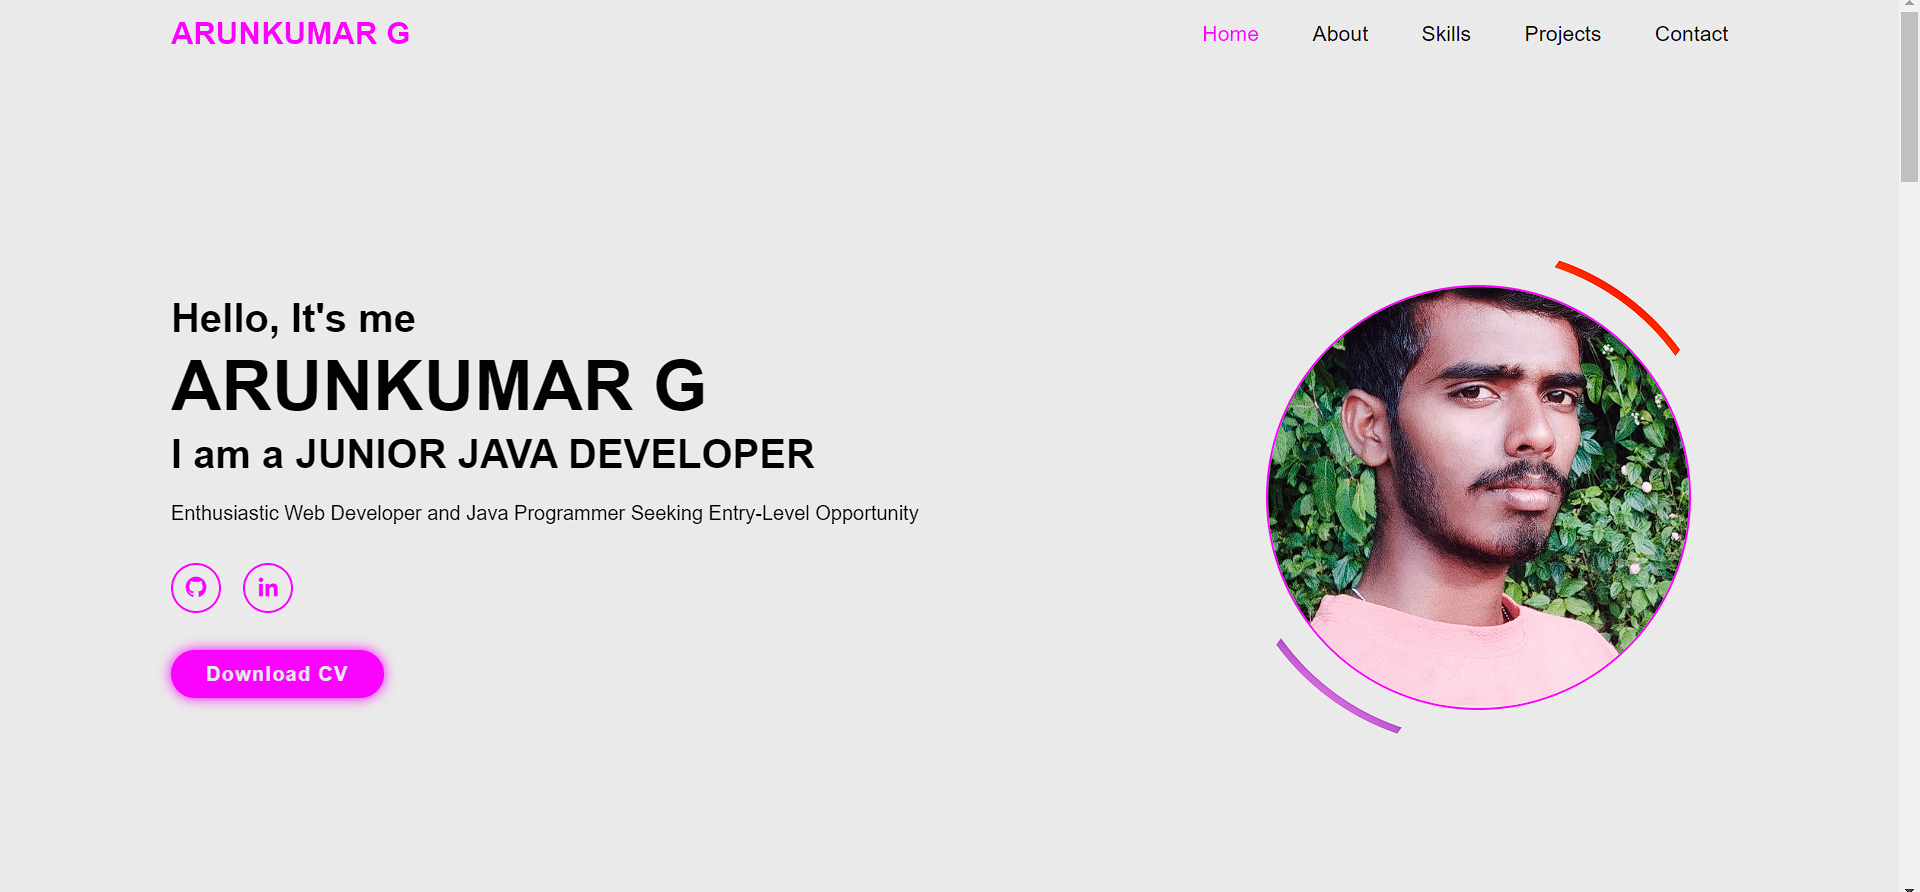 ARUNKUMAR G
Home About Skills Projects Contact
Hello, It's me
ARUNKUMAR G
I am a JUNIOR JAVA DEVELOPER
Enthusiastic Web Developer and Java Programmer Seeking Entry-Level Opportunity
in
Download CV